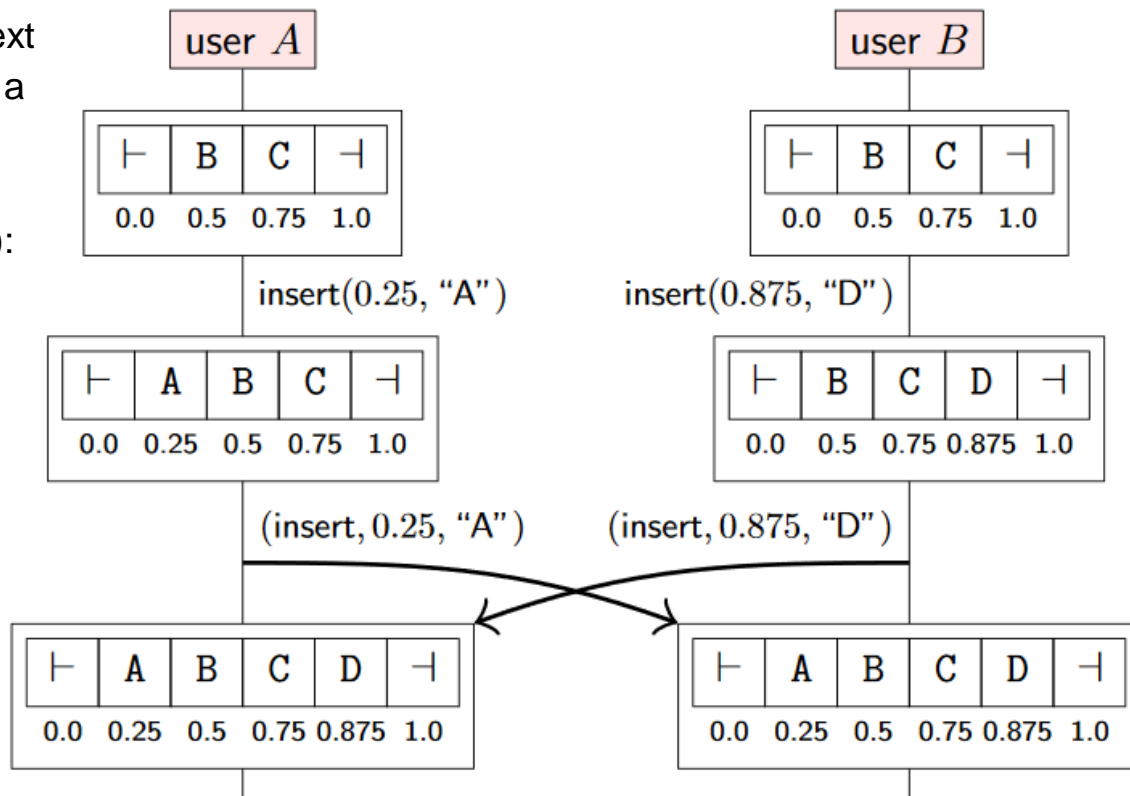 ext
a
):
user A
user B
⊢ B C ⊣
0.0 0.5 0.75 1.0
⊢ B C ⊣
0.0 0.5 0.75 1.0
insert(0.25, “A”)
insert(0.875, “D”)
⊢ A B C ⊣
0.0 0.25 0.5 0.75 1.0
⊢ B C D ⊣
0.0 0.5 0.75 0.875 1.0
(insert, 0.25, “A”)
(insert, 0.875, “D”)
⊢ A B C D ⊣
0.0 0.25 0.5 0.75 0.875 1.0
⊢ A B C D ⊣
0.0 0.25 0.5 0.75 0.875 1.0